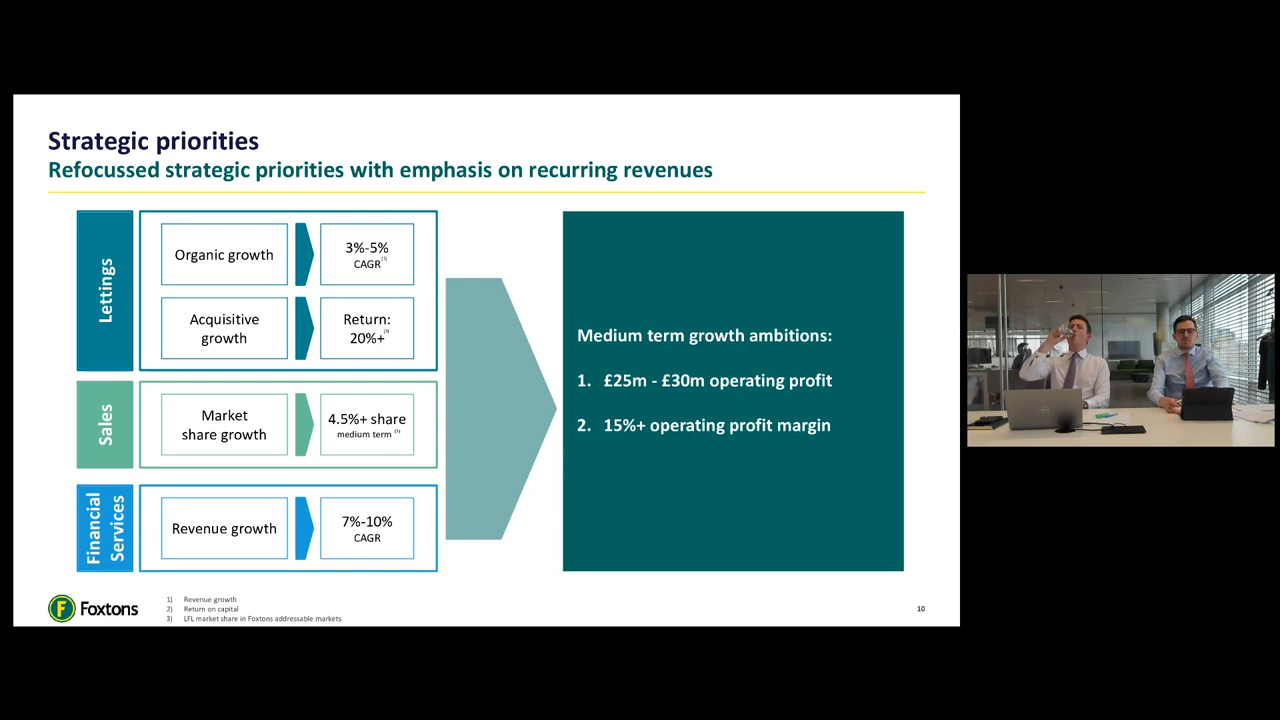 Strategic priorities
Refocussed strategic priorities with emphasis on recurring revenues
Lettings
Organic growth
3%-5%
CAGR(1)
Acquisitive
growth
Return:
20%+(2)
Sales
Market
share growth
4.5%+ share
medium term (3)
Financial
Services
Revenue growth
7%-10%
CAGR
Medium term growth ambitions:
1. £25m - £30m operating profit
2. 15%+ operating profit margin
F Foxtons
1) Revenue growth
2) Return on capital
3) LFL market share in Foxtons addressable markets
10